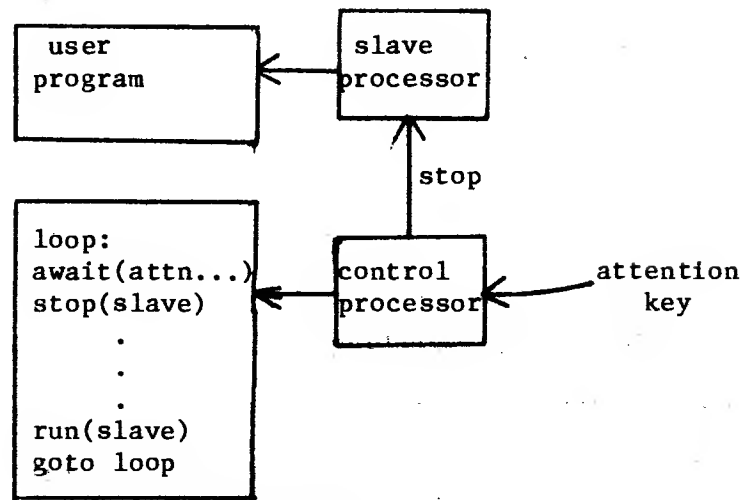 user
program
slave
processor
stop
loop:
await(attn...)
stop(slave)
.
.
.
run(slave)
goto loop
control
processor
attention
key